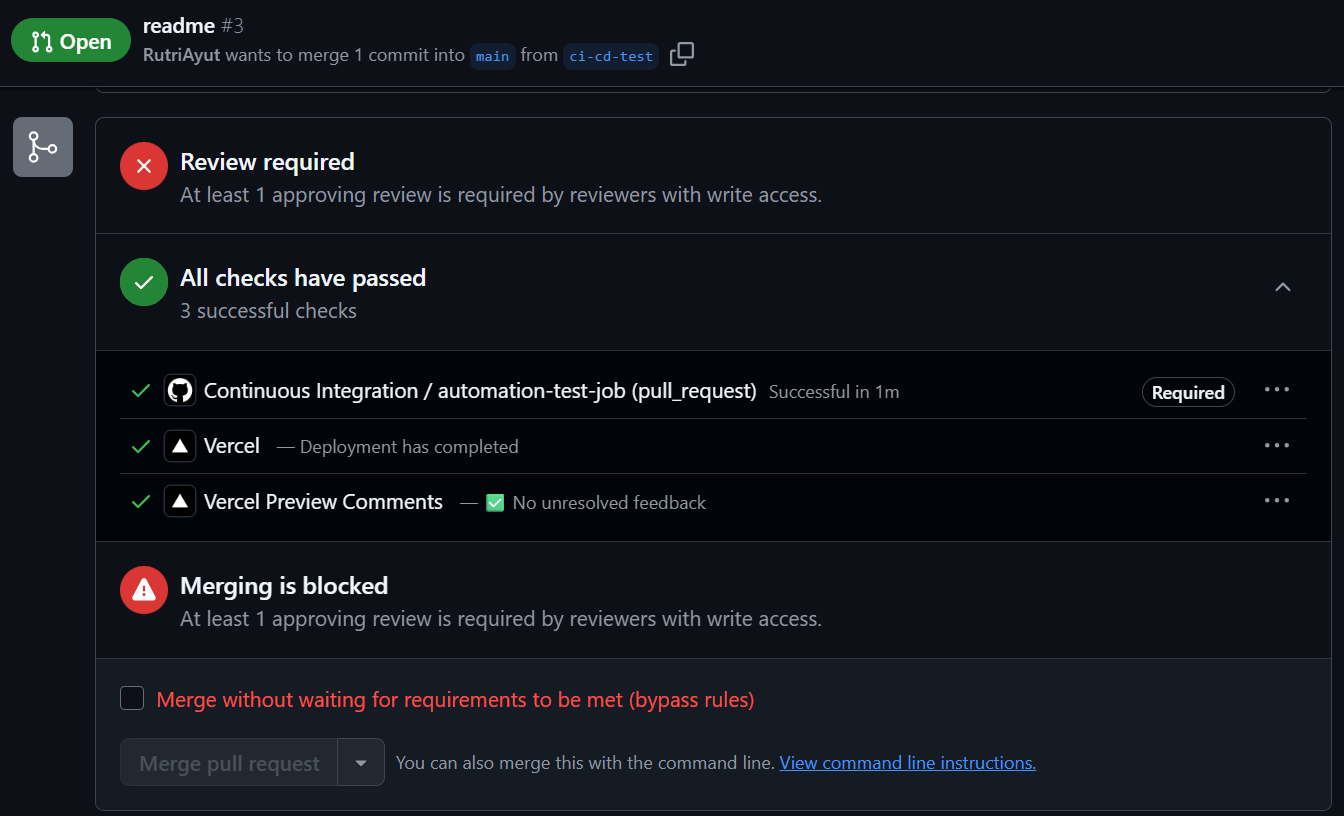 Open
readme #3
RutriAyut wants to merge 1 commit into main from ci-cd-test
Review required
At least 1 approving review is required by reviewers with write access.
All checks have passed
3 successful checks
Continuous Integration / automation-test-job (pull_request) Successful in 1m Required
Vercel — Deployment has completed
Vercel Preview Comments — ✅ No unresolved feedback
Merging is blocked
At least 1 approving review is required by reviewers with write access.
Merge without waiting for requirements to be met (bypass rules)
Merge pull request You can also merge this with the command line. View command line instructions.